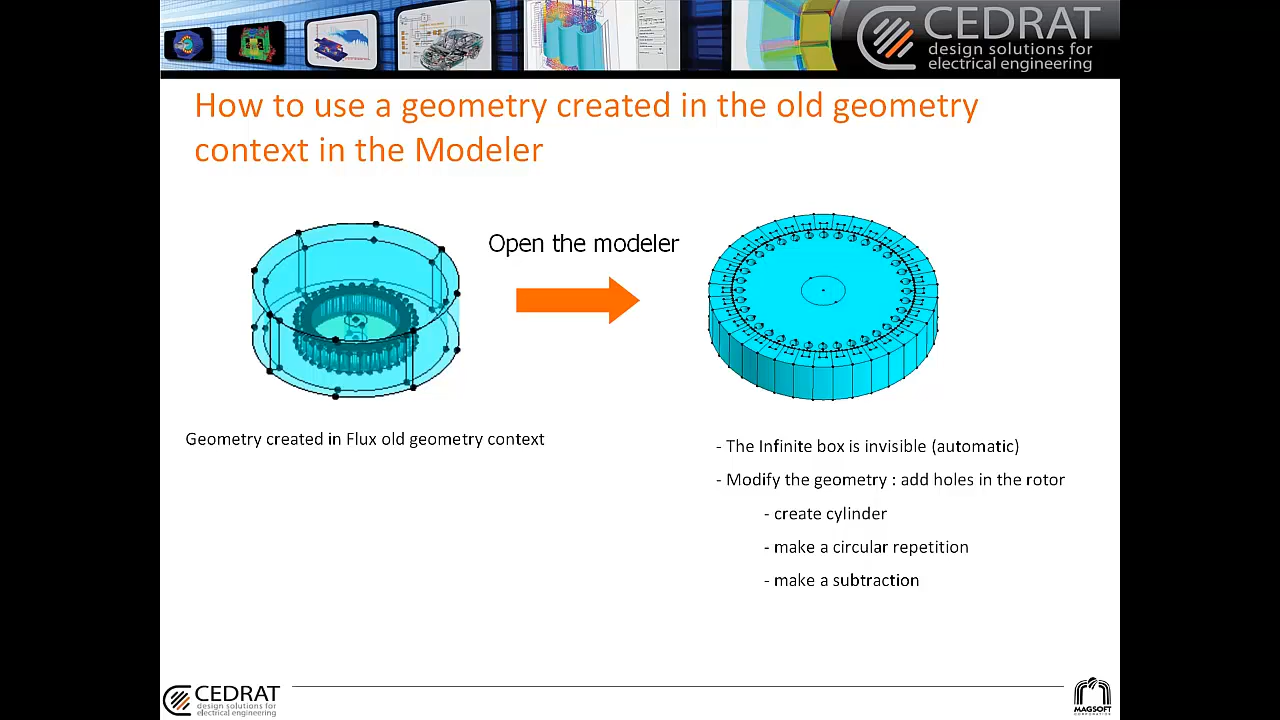 CEDRAT
design solutions for
electrical engineering
How to use a geometry created in the old geometry
context in the Modeler
Open the modeler
Geometry created in Flux old geometry context
- The Infinite box is invisible (automatic)
- Modify the geometry : add holes in the rotor
- create cylinder
- make a circular repetition
- make a subtraction
CEDRAT
design solutions for
electrical engineering
MAGSOFT
CORPORATION